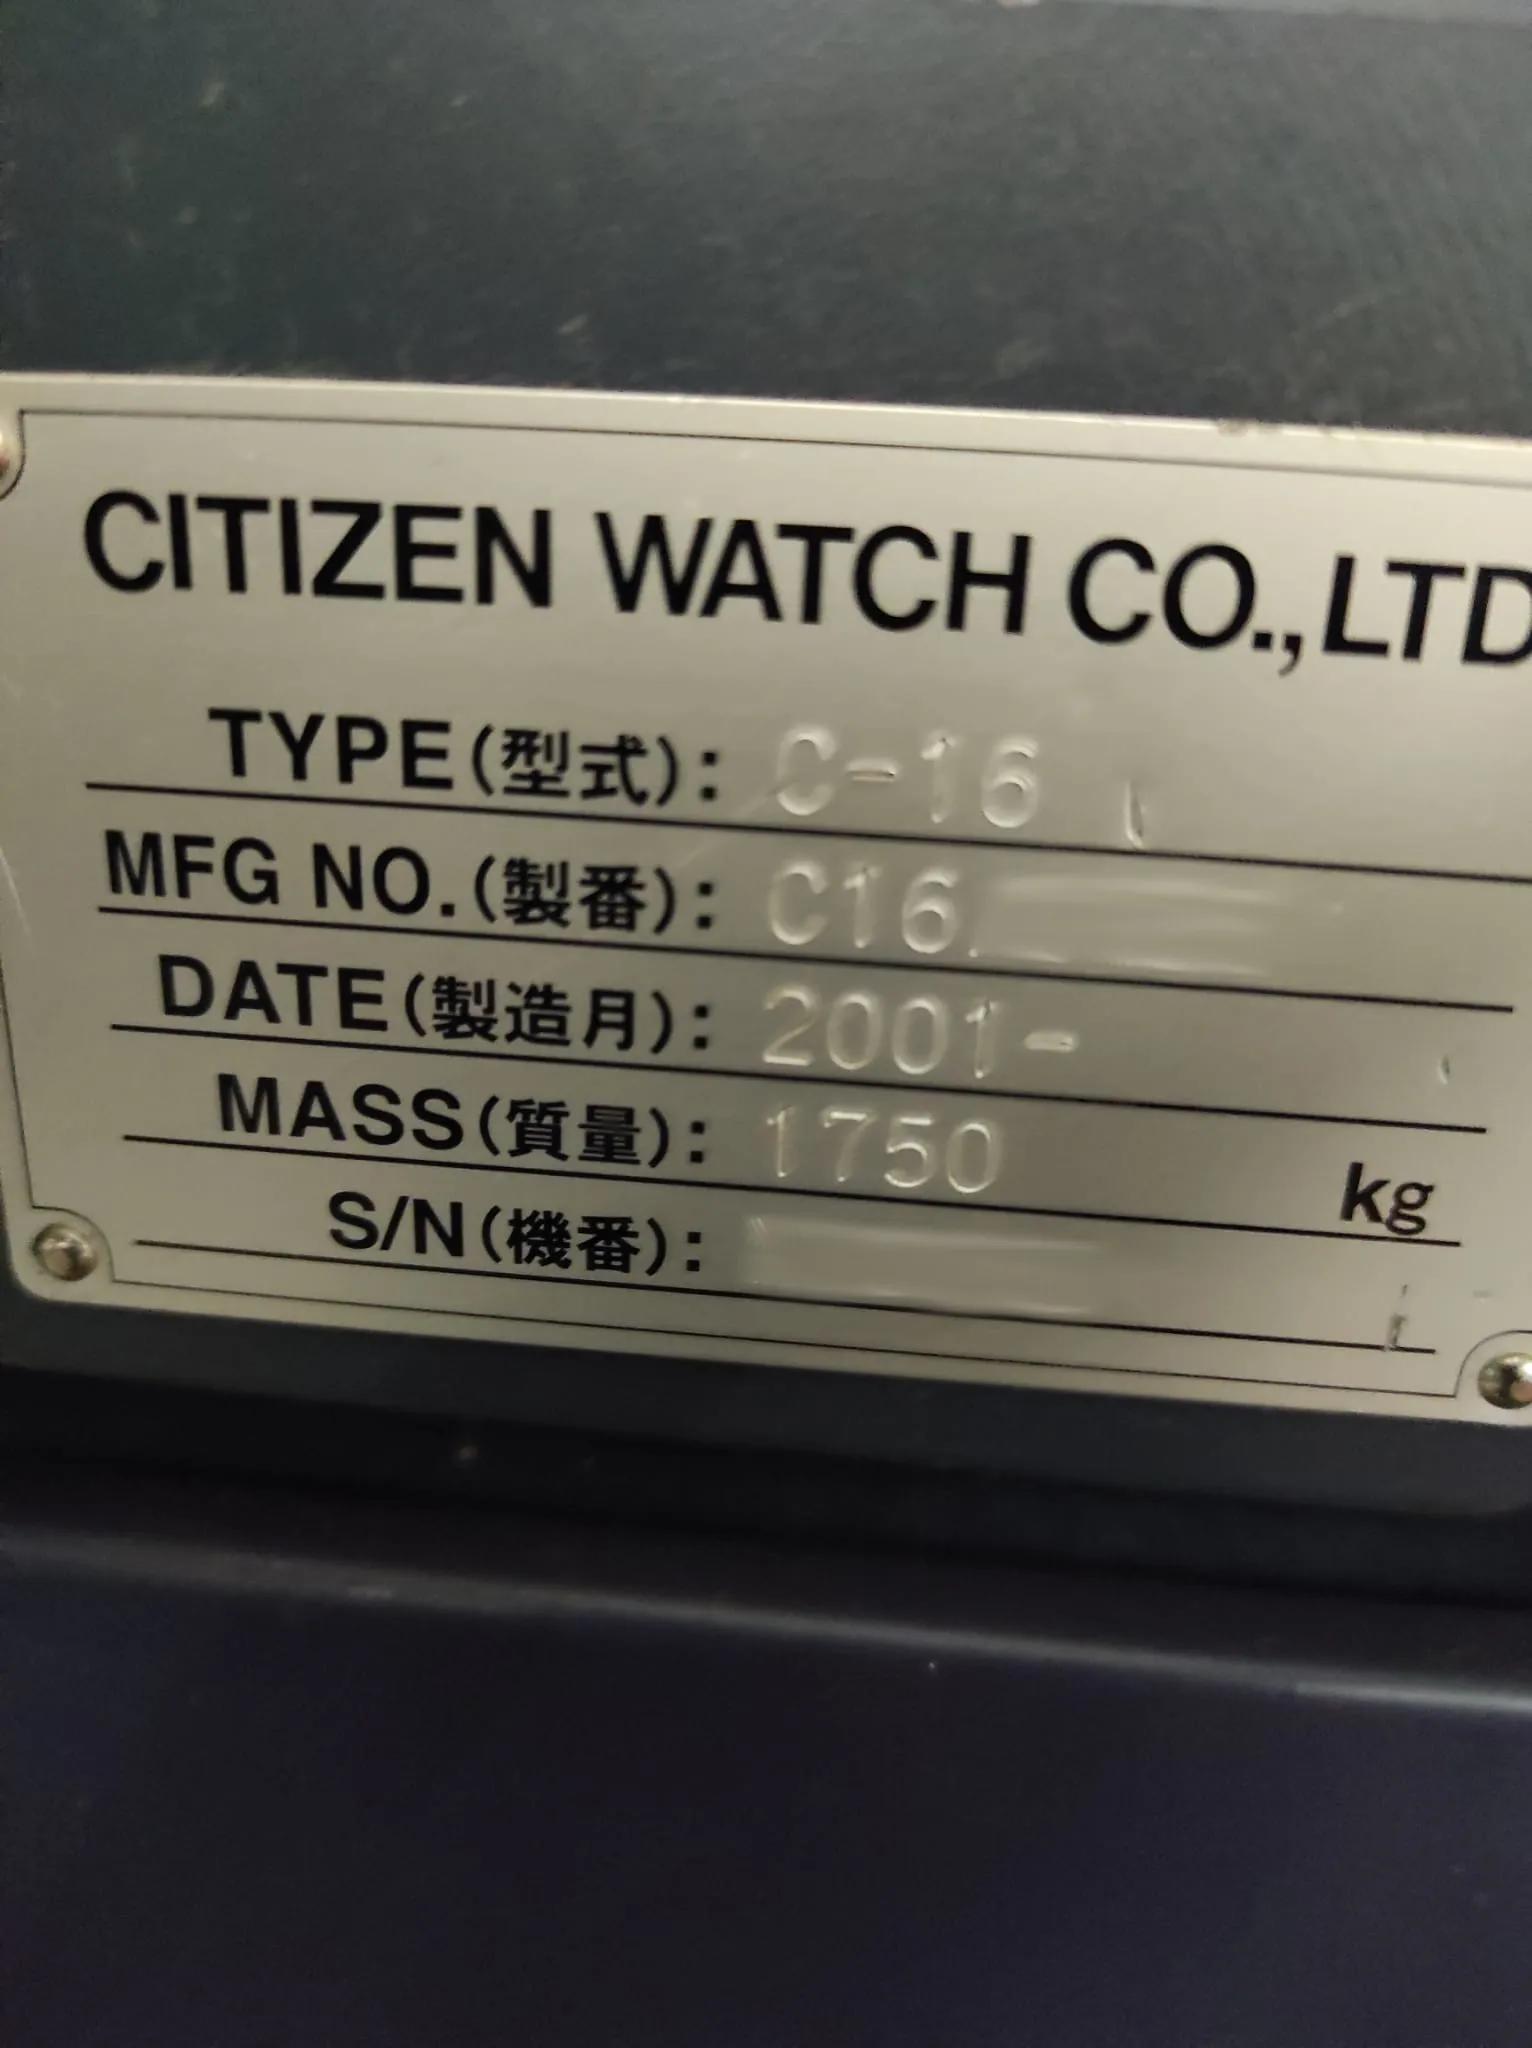 CITIZEN WATCH CO., LTD
TYPE(型式): C-16
MFG NO.(製番): C16
DATE(製造月): 2001-
MASS(質量): 1750 kg
S/N(機番):